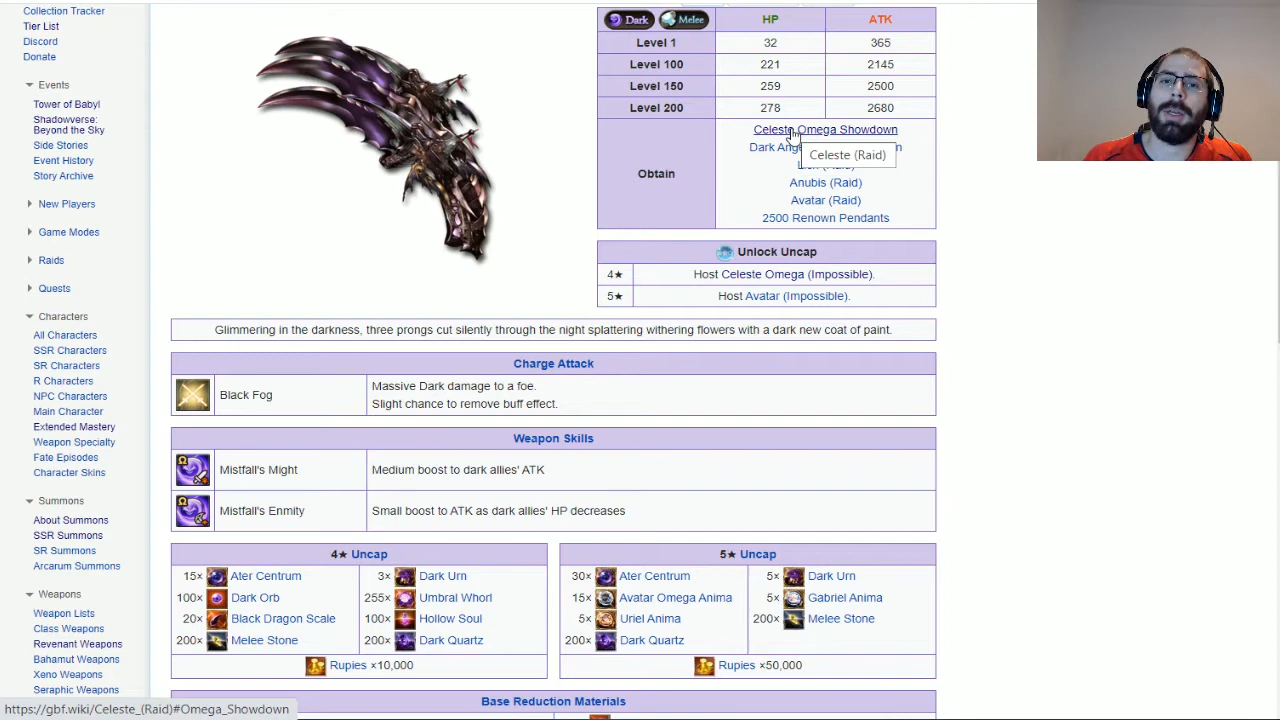 Collection Tracker
Tier List
Discord
Donate
Events
Tower of Babyl
Shadowverse:
Beyond the Sky
Side Stories
Event History
Story Archive
New Players
Game Modes
Raids
Quests
Characters
All Characters
SSR Characters
SR Characters
R Characters
NPC Characters
Main Character
Extended Mastery
Weapon Specialty
Fate Episodes
Character Skins
Summons
About Summons
SSR Summons
SR Summons
Arcarum Summons
Weapons
Weapon Lists
Class Weapons
Revenant Weapons
Bahamut Weapons
Xeno Weapons
Seraphic Weapons
https://gbf.wiki/Celeste_(Raid)#Omega_Showdown
Dark Melee HP ATK
Level 1 32 365
Level 100 221 2145
Level 150 259 2500
Level 200 278 2680
Obtain
Celeste Omega Showdown
Dark
Celeste (Raid)
Anubis (Raid)
Avatar (Raid)
2500 Renown Pendants
Unlock Uncap
4★ Host Celeste Omega (Impossible).
5★ Host Avatar (Impossible).
Glimmering in the darkness, three prongs cut silently through the night splattering withering flowers with a dark new coat of paint.
Charge Attack
Black Fog
Massive Dark damage to a foe.
Slight chance to remove buff effect.
Weapon Skills
Mistfall's Might Medium boost to dark allies' ATK
Mistfall's Enmity Small boost to ATK as dark allies' HP decreases
4★ Uncap
15× Ater Centrum 3× Dark Urn
100× Dark Orb 255× Umbral Whorl
20× Black Dragon Scale 100× Hollow Soul
200× Melee Stone 200× Dark Quartz
Rupies ×10,000
5★ Uncap
30× Ater Centrum 5× Dark Urn
15× Avatar Omega Anima 5× Gabriel Anima
5× Uriel Anima 200× Melee Stone
200× Dark Quartz
Rupies ×50,000
Base Reduction Materials